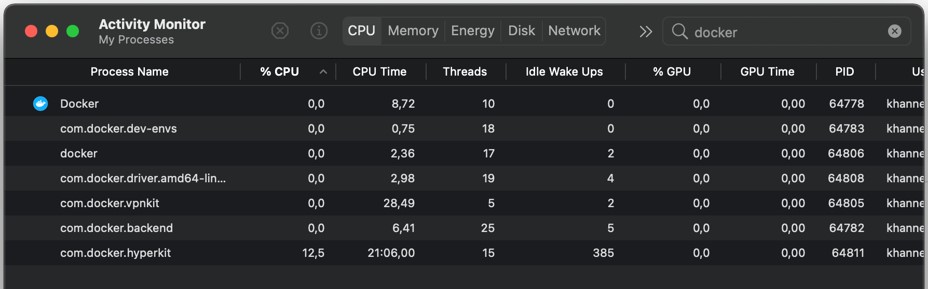 Activity Monitor
My Processes
CPU Memory Energy Disk Network
docker
Process Name % CPU CPU Time Threads Idle Wake Ups % GPU GPU Time PID Us
Docker 0,0 8,72 10 0 0,0 0,00 64778 khanne
com.docker.dev-envs 0,0 0,75 18 0 0,0 0,00 64783 khanne
docker 0,0 2,36 17 2 0,0 0,00 64806 khanne
com.docker.driver.amd64-lin... 0,0 2,98 19 4 0,0 0,00 64808 khanne
com.docker.vpnkit 0,0 28,49 5 2 0,0 0,00 64805 khanne
com.docker.backend 0,0 6,41 25 5 0,0 0,00 64782 khanne
com.docker.hyperkit 12,5 21:06,00 15 385 0,0 0,00 64811 khanne